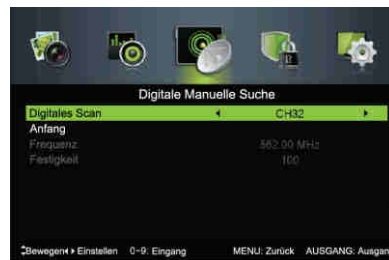 Digitale Manuelle Suche
Digitales Scan CH32
Anfang
Frequenz 562.00 MHz
Festigkeit 100
Bewegen Einstellen 0-9: Eingang MENU: Zurück AUSGANG: Ausgan